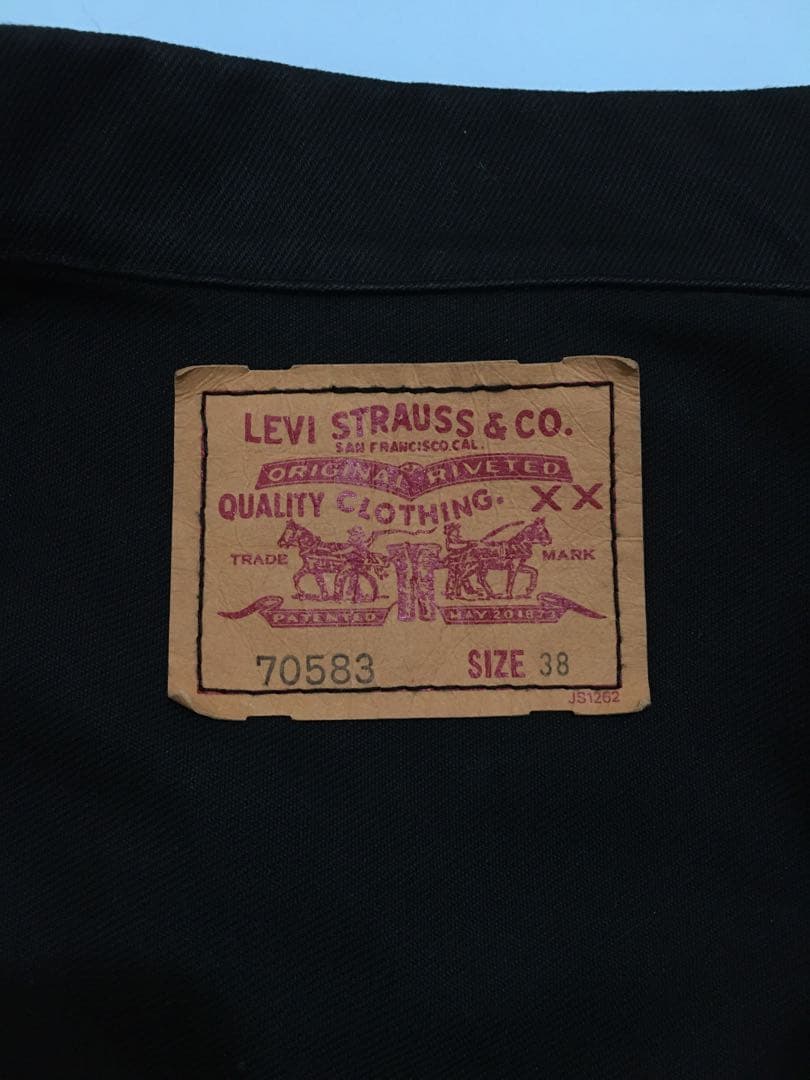 LEVI STRAUSS & CO.
SAN FRANCISCO.CAL.
ORIGINAL RIVETED
QUALITY CLOTHING. XX
TRADE MARK
PATENTED MAY 20 187
70583 SIZE 38
JS1262